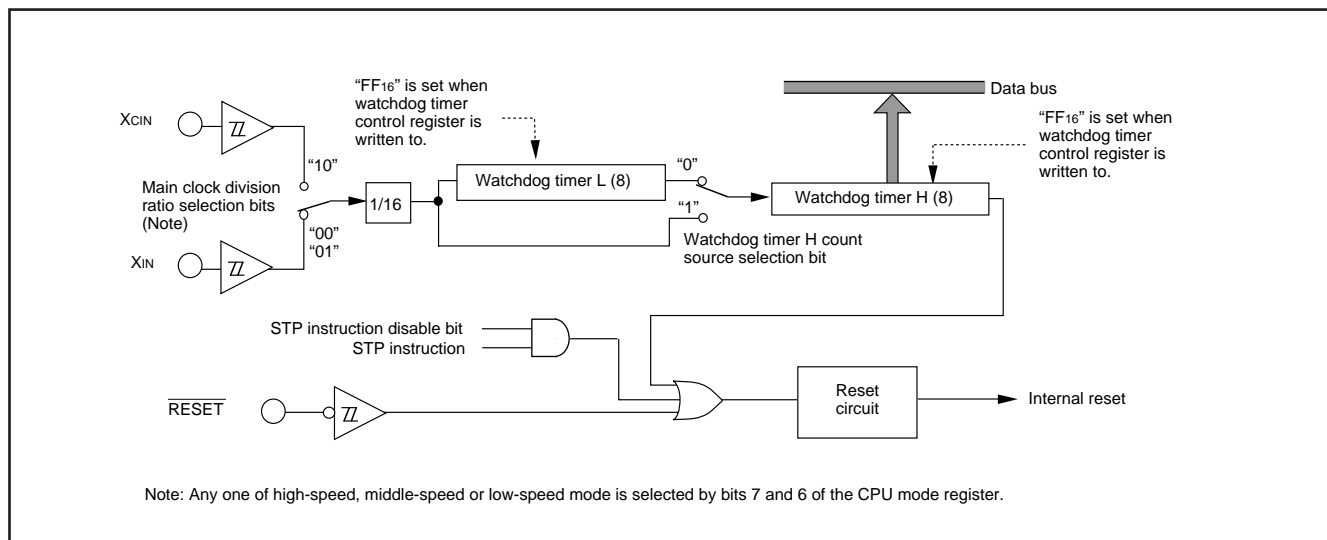 “FF16” is set when
watchdog timer
control register is
written to.
Data bus
“FF16” is set when
watchdog timer
control register is
written to.
XCIN
“10”
Main clock division
ratio selection bits
(Note)
1/16
Watchdog timer L (8)
“0”
Watchdog timer H (8)
“1”
Watchdog timer H count
source selection bit
“00”
“01”
XIN
STP instruction disable bit
STP instruction
RESET
Reset
circuit
Internal reset
Note: Any one of high-speed, middle-speed or low-speed mode is selected by bits 7 and 6 of the CPU mode register.